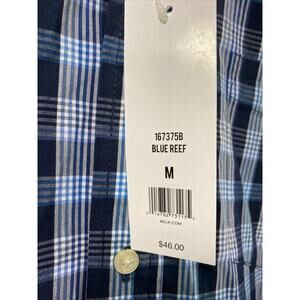 167375B
BLUE REEF
M
BELK.COM
$46.00